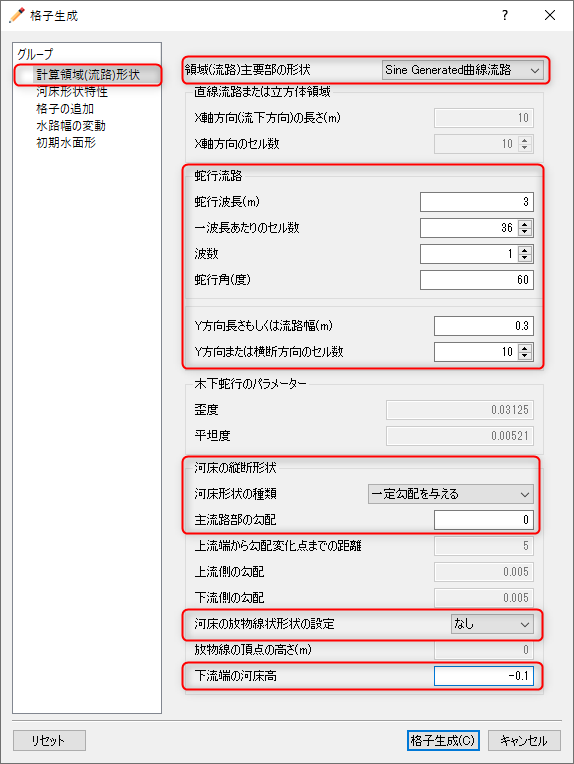 格子生成
グループ
計算領域(流路)形状
河床形状特性
格子の追加
水路幅の変動
初期水面形
領域(流路)主要部の形状 Sine Generated曲線流路
直線流路または立方体領域
X軸方向(流下方向)の長さ(m) 10
X軸方向のセル数 10
蛇行流路
蛇行波長(m) 3
一波長あたりのセル数 36
波数 1
蛇行角(度) 60
Y方向長さもしくは流路幅(m) 0.3
Y方向または横断方向のセル数 10
木下蛇行のパラメーター
歪度 0.03125
平坦度 0.00521
河床の縦断形状
河床形状の種類 一定勾配を与える
主流路部の勾配 0
上流端から勾配変化点までの距離 5
上流側の勾配 0.005
下流側の勾配 0.005
河床の放物線状形状の設定 なし
放物線の頂点の高さ(m) 0
下流端の河床高 -0.1
リセット 格子生成(C) キャンセル